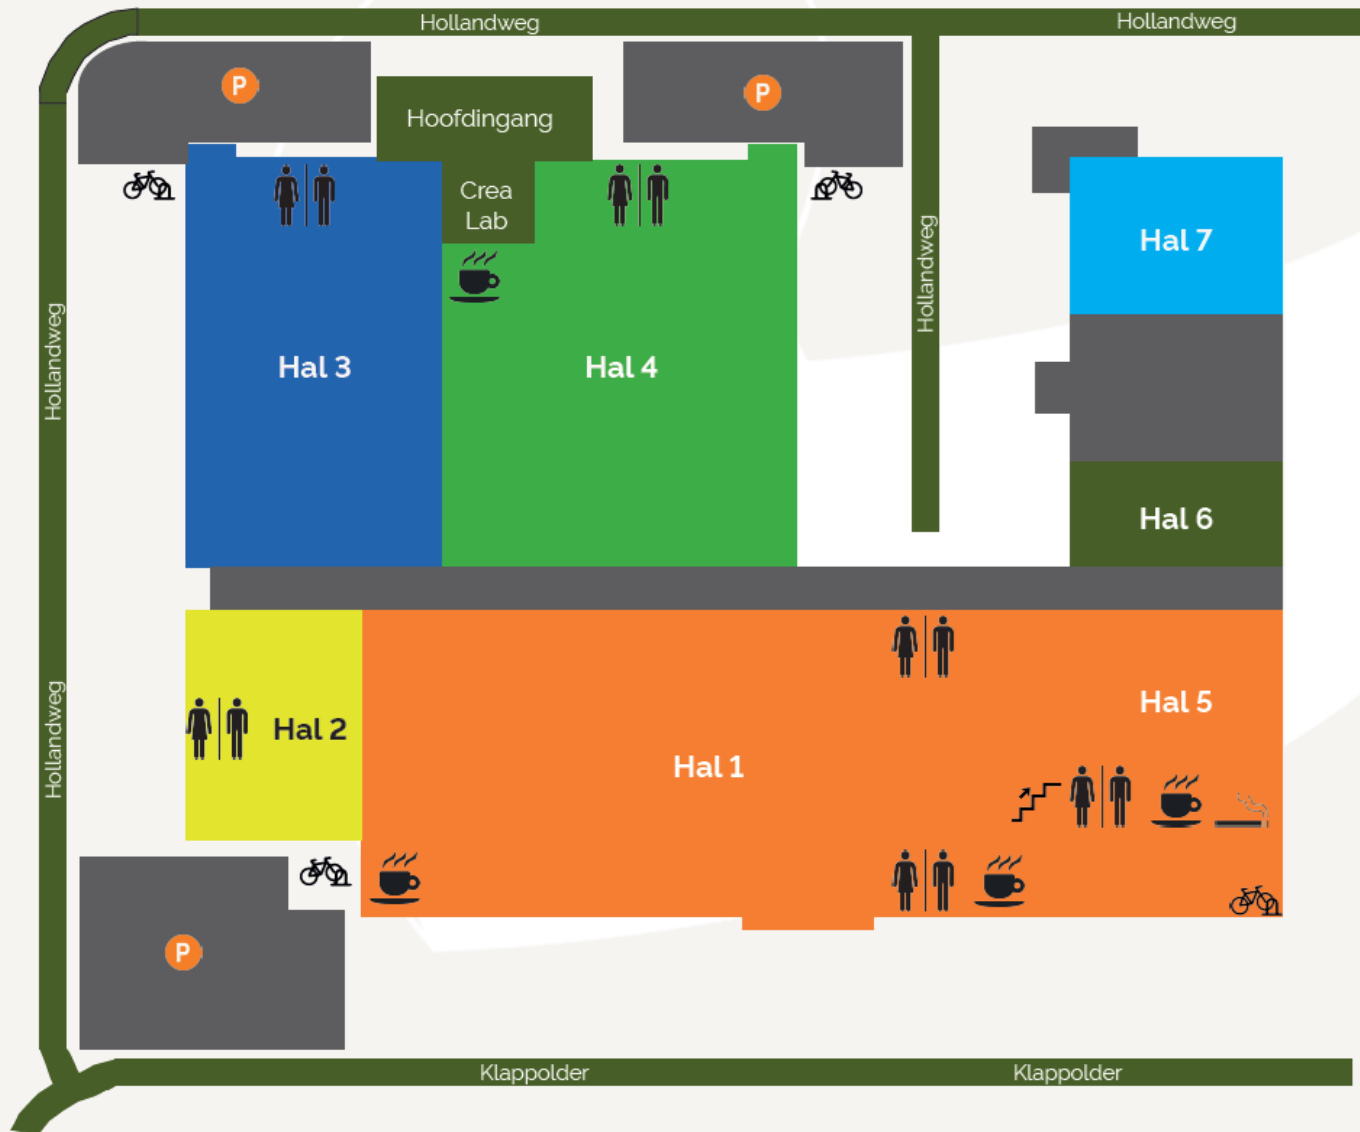 Hollandweg
Hollandweg
P
P
Hoofdingang
Crea
Lab
Hollandweg
Hal 7
Hollandweg
Hal 3
Hal 4
Hal 6
Hollandweg
Hal 2
Hal 1
Hal 5
P
Klappolder
Klappolder